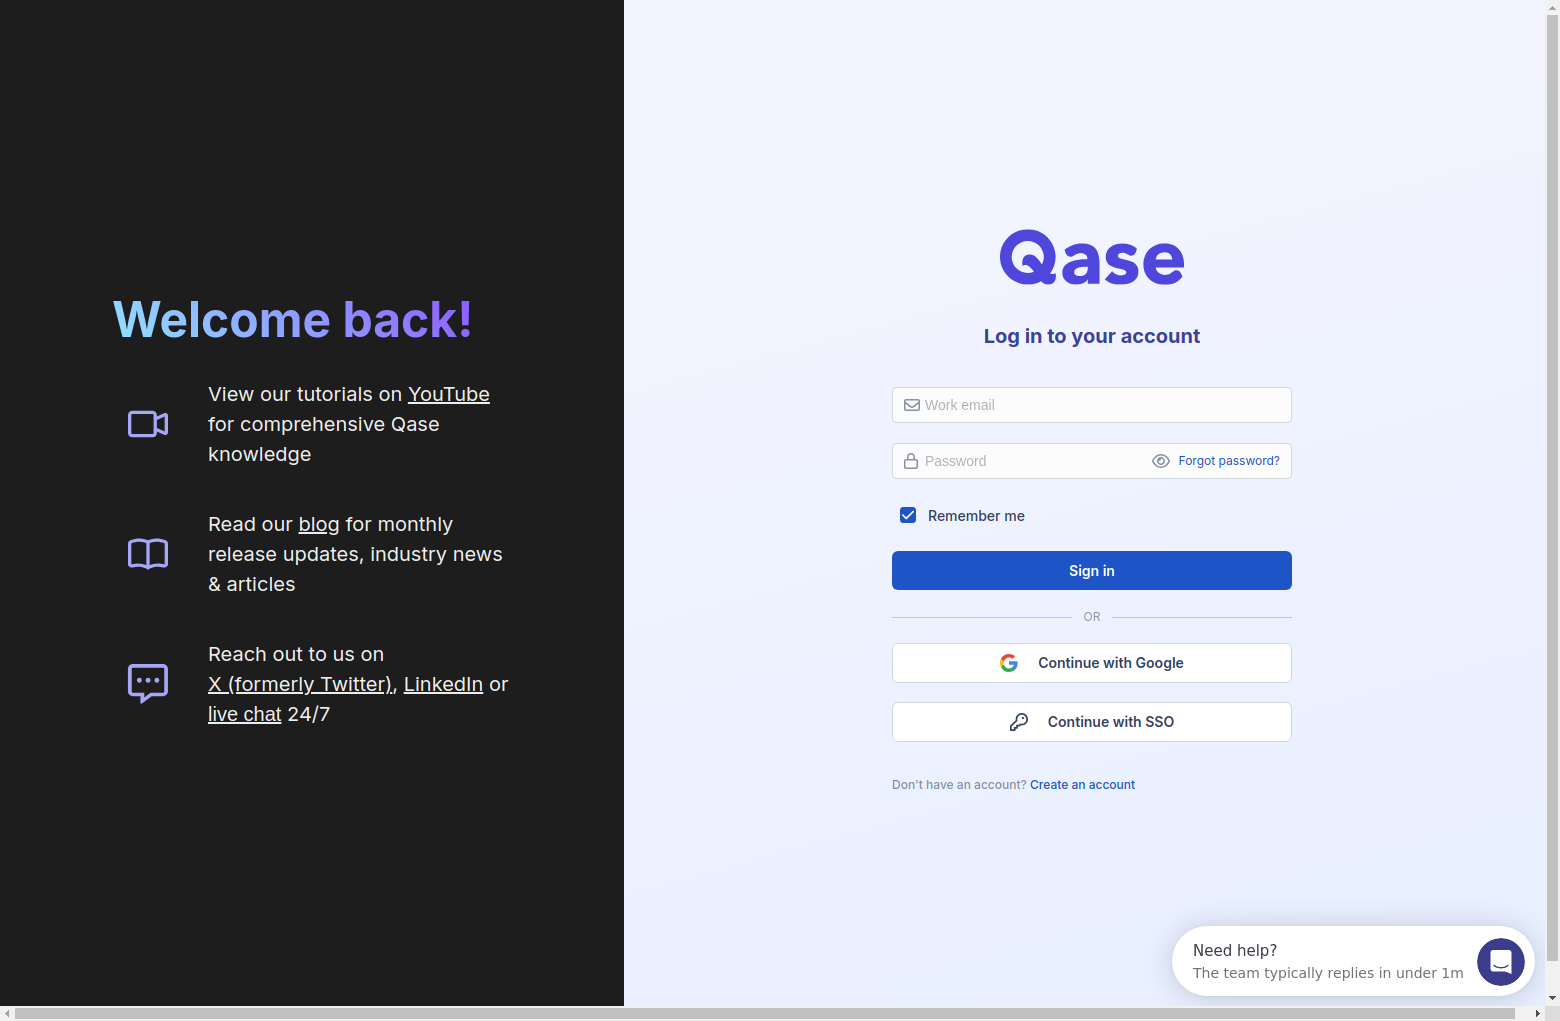 Welcome back!
View our tutorials on YouTube
for comprehensive Qase
knowledge
Read our blog for monthly
release updates, industry news
& articles
Reach out to us on
X (formerly Twitter), LinkedIn or
live chat 24/7
Qase
Log in to your account
Work email
Password
Forgot password?
Remember me
Sign in
OR
Continue with Google
Continue with SSO
Don't have an account? Create an account
Need help?
The team typically replies in under 1m